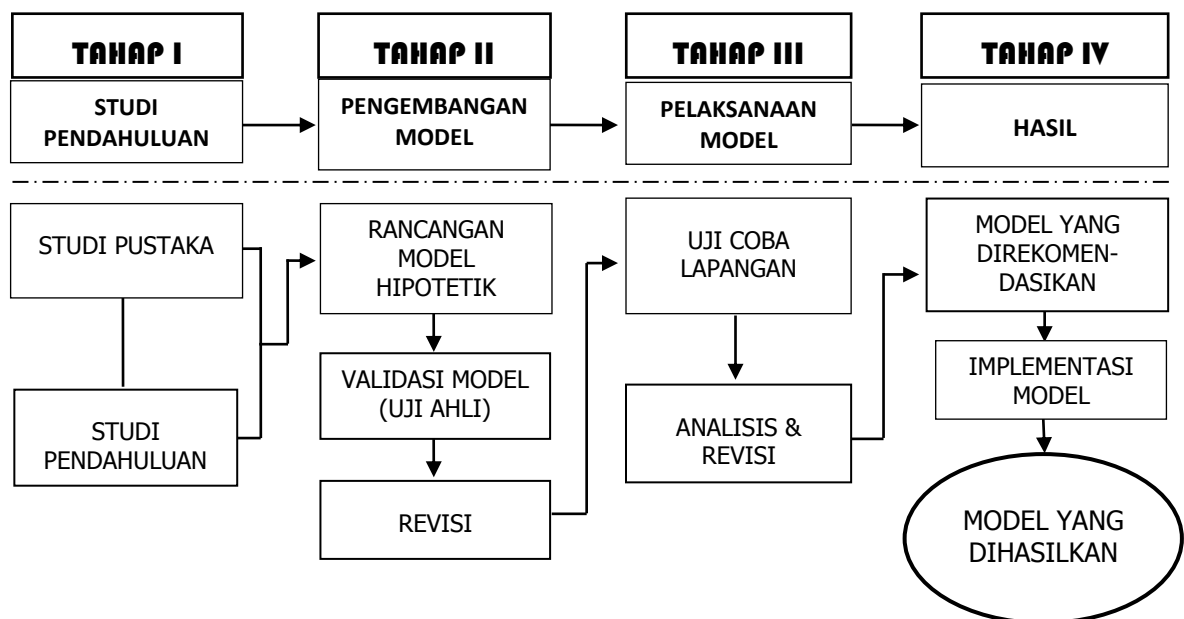 TAHAP I
TAHAP II
TAHAP III
TAHAP IV
STUDI
PENDAHULUAN
PENGEMBANGAN
MODEL
PELAKSANAAN
MODEL
HASIL
STUDI PUSTAKA
STUDI
PENDAHULUAN
RANCANGAN
MODEL
HIPOTETIK
VALIDASI MODEL
(UJI AHLI)
REVISI
UJI COBA
LAPANGAN
ANALISIS &
REVISI
MODEL YANG
DIREKOMEN-
DASIKAN
IMPLEMENTASI
MODEL
MODEL YANG
DIHASILKAN